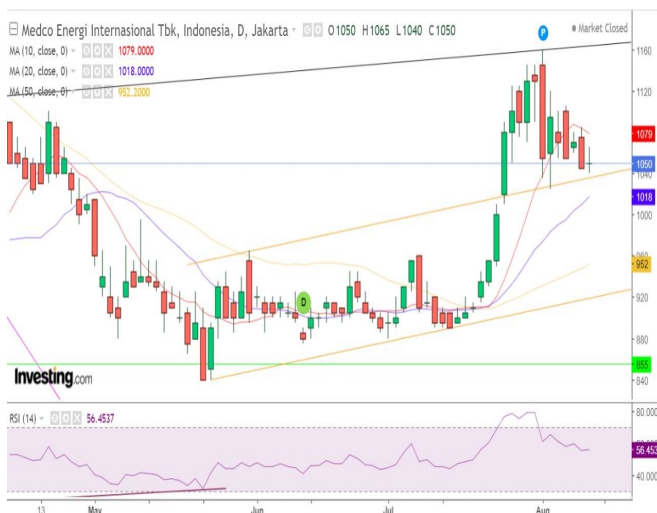 Medco Energi Internasional Tbk, Indonesia, D, Jakarta O1050 H1065 L1040 C1050
P
Market Closed
MA (10, close, 0) 1079.0000
MA (20, close, 0) 1018.0000
MA (50, close, 0) 952.2000
1160
1120
1079
1050
1040
1018
1000
952
D
920
880
855
840
Investing.com
RSI (14) 56.4537
80.000
56.453
40.000
13 May Jun Jul Aug